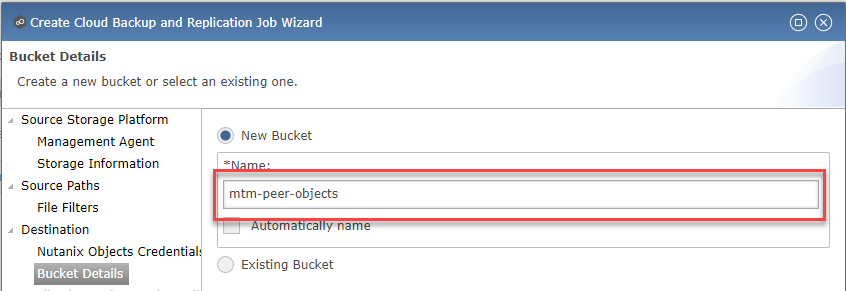 Create Cloud Backup and Replication Job Wizard
Bucket Details
Create a new bucket or select an existing one.
Source Storage Platform
Management Agent
Storage Information
Source Paths
File Filters
Destination
Nutanix Objects Credentials
Bucket Details
New Bucket
*Name:
mtm-peer-objects
Automatically name
Existing Bucket